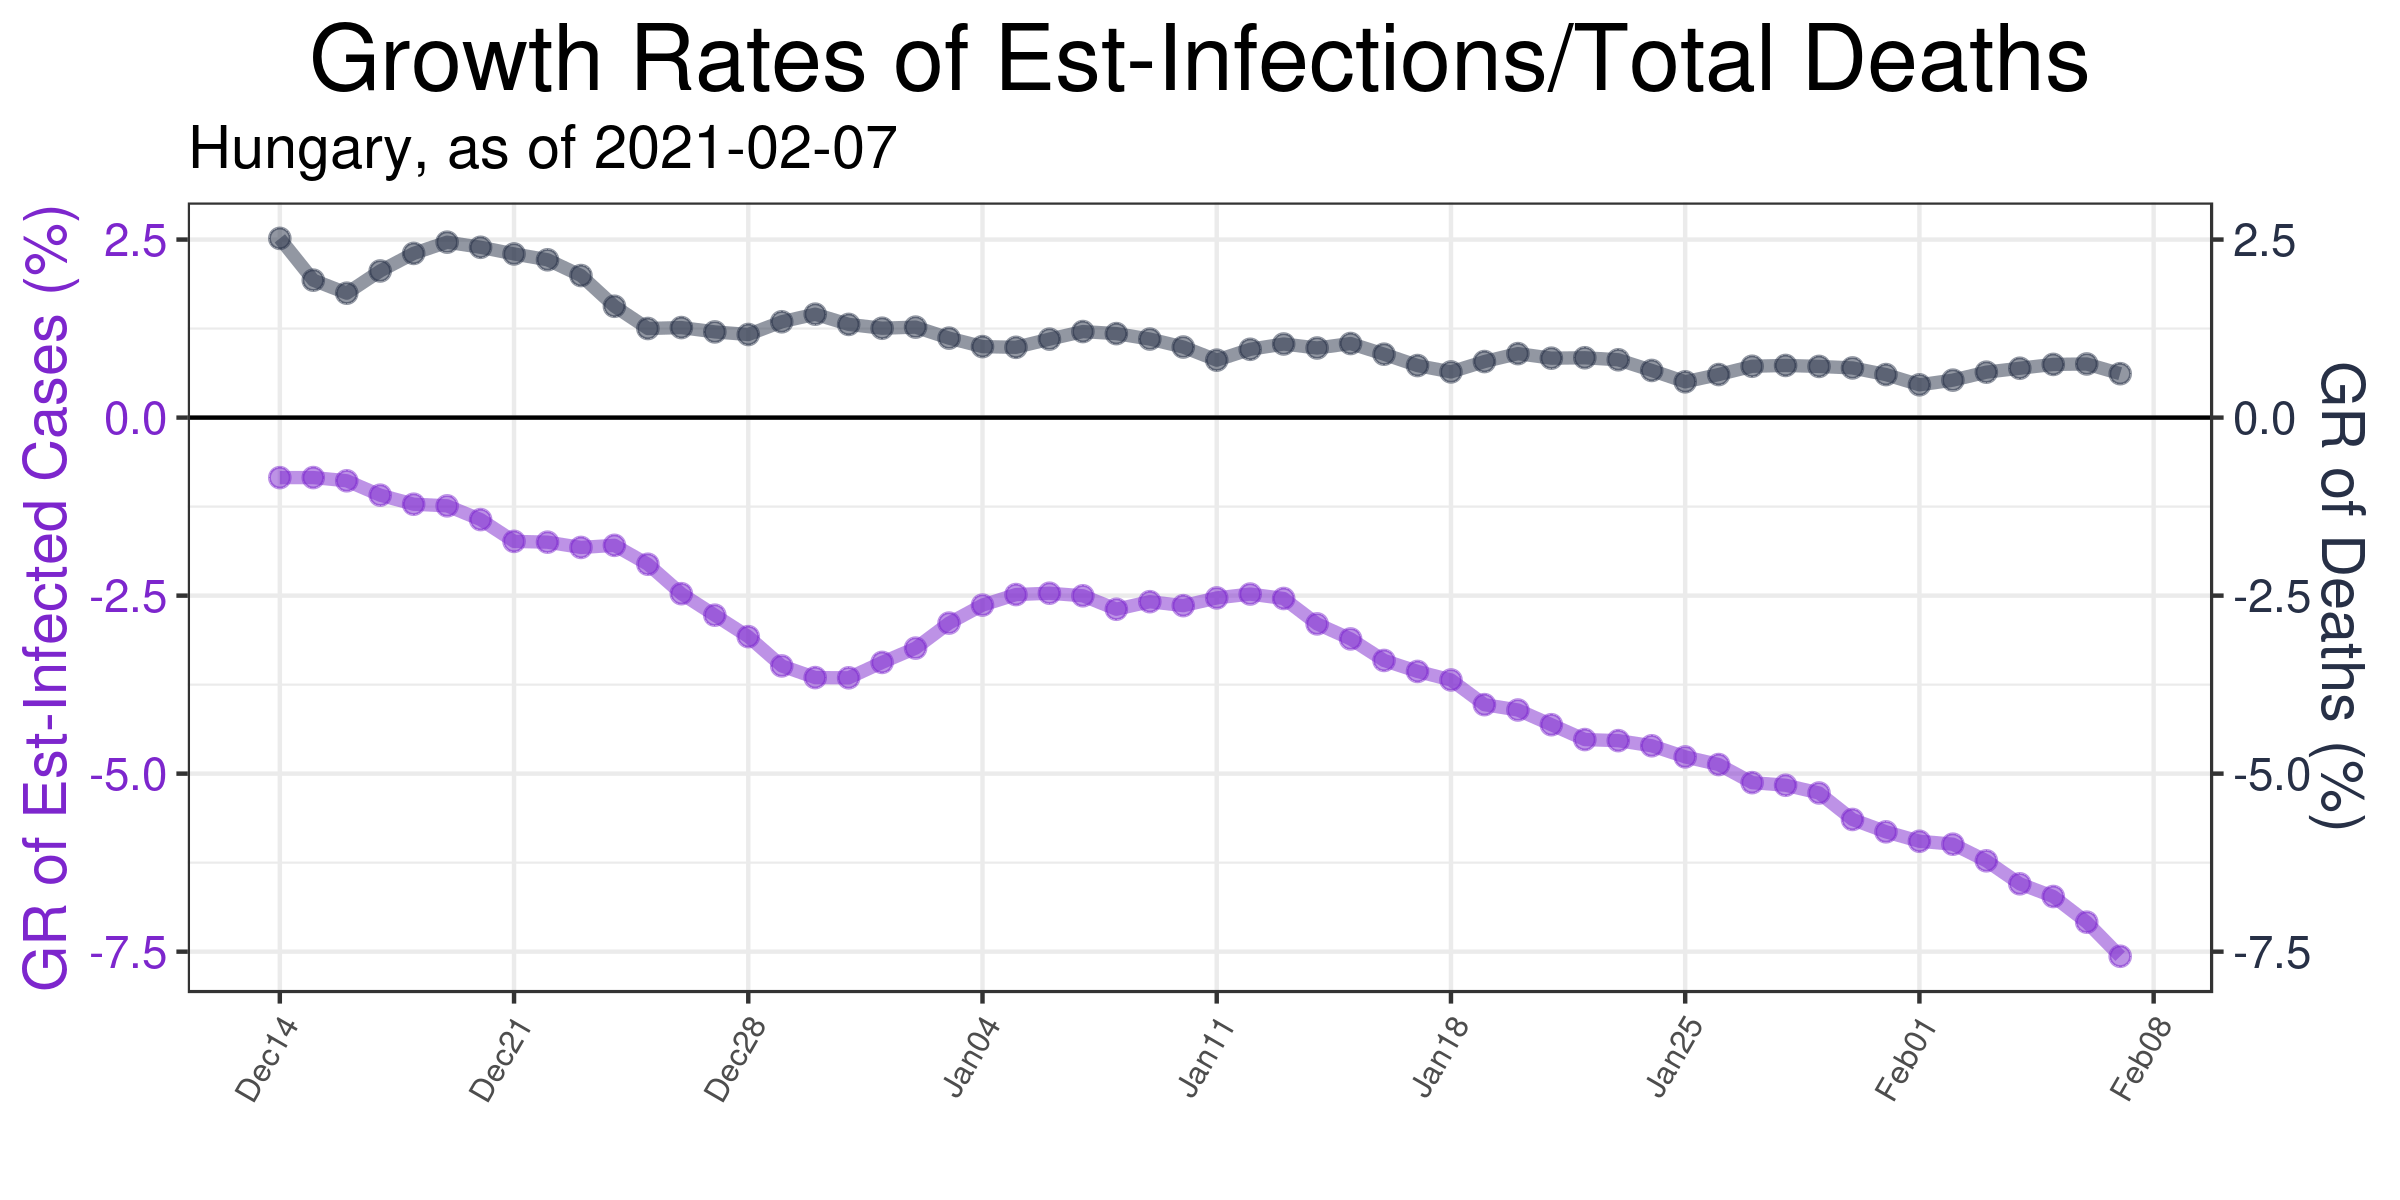 Growth Rates of Est-Infections/Total Deaths
Hungary, as of 2021-02-07
GR of Est-Infected Cases (%)
2.5
0.0
-2.5
-5.0
-7.5
2.5
0.0
-2.5
-5.0
-7.5
GR of Deaths (%)
Dec14
Dec21
Dec28
Jan04
Jan11
Jan18
Jan25
Feb01
Feb08